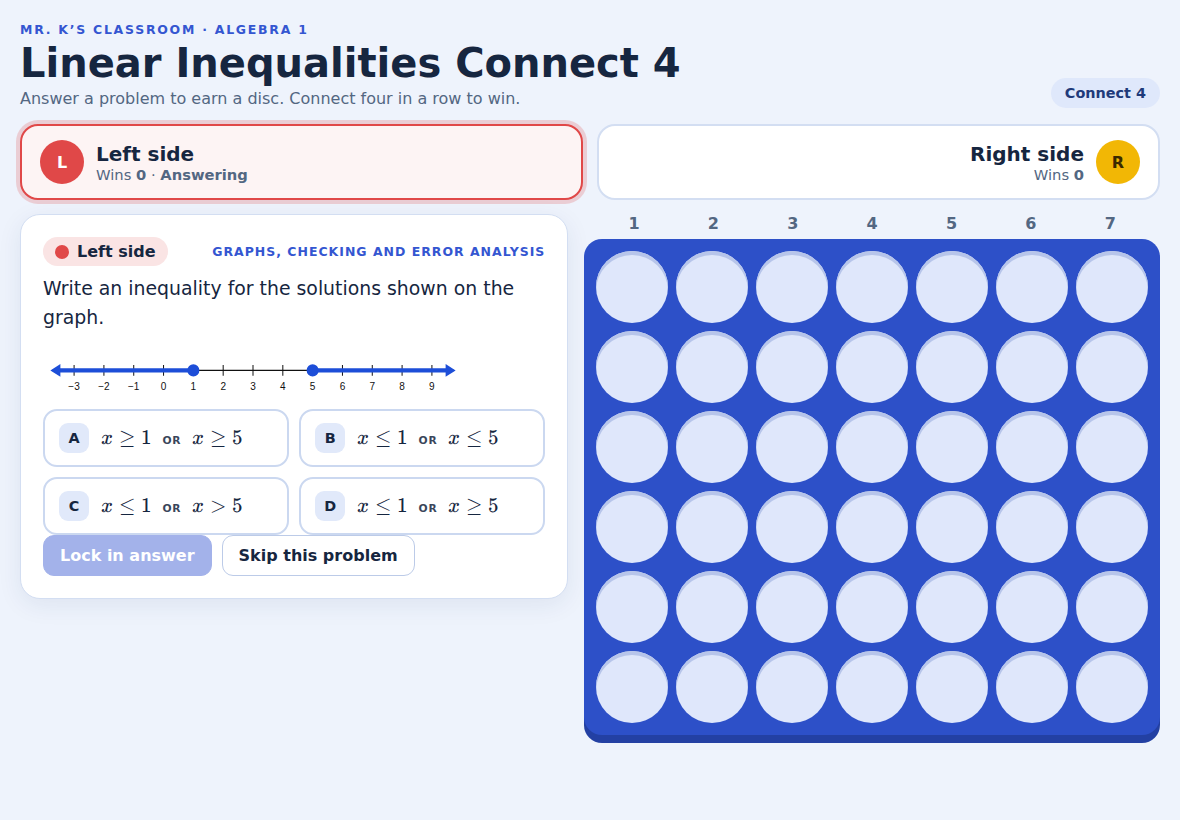 MR. K’S CLASSROOM · ALGEBRA 1
Linear Inequalities Connect 4
Answer a problem to earn a disc. Connect four in a row to win.
Connect 4
L
Left side
Wins 0 · Answering
Right side
Wins 0
R
Left side
GRAPHS, CHECKING AND ERROR ANALYSIS
Write an inequality for the solutions shown on the
graph.
−3 −2 −1 0 1 2 3 4 5 6 7 8 9
A x ≥ 1 OR x ≥ 5
B x ≤ 1 OR x ≤ 5
C x ≤ 1 OR x > 5
D x ≤ 1 OR x ≥ 5
Lock in answer
Skip this problem
1 2 3 4 5 6 7